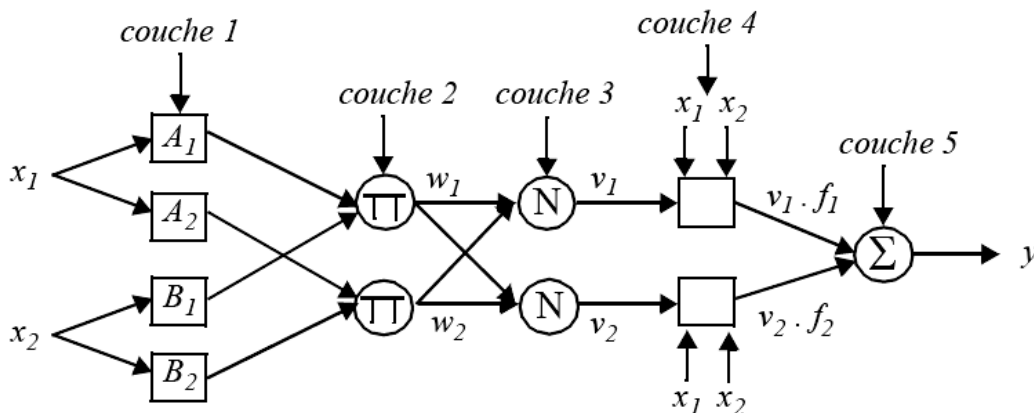 couche 1
couche 4
couche 2
couche 3
x1 x2
couche 5
A1
x1
A2
Π
w1
N
v1
v1 . f1
Σ
y
B1
x2
B2
Π
w2
N
v2
v2 . f2
x1 x2